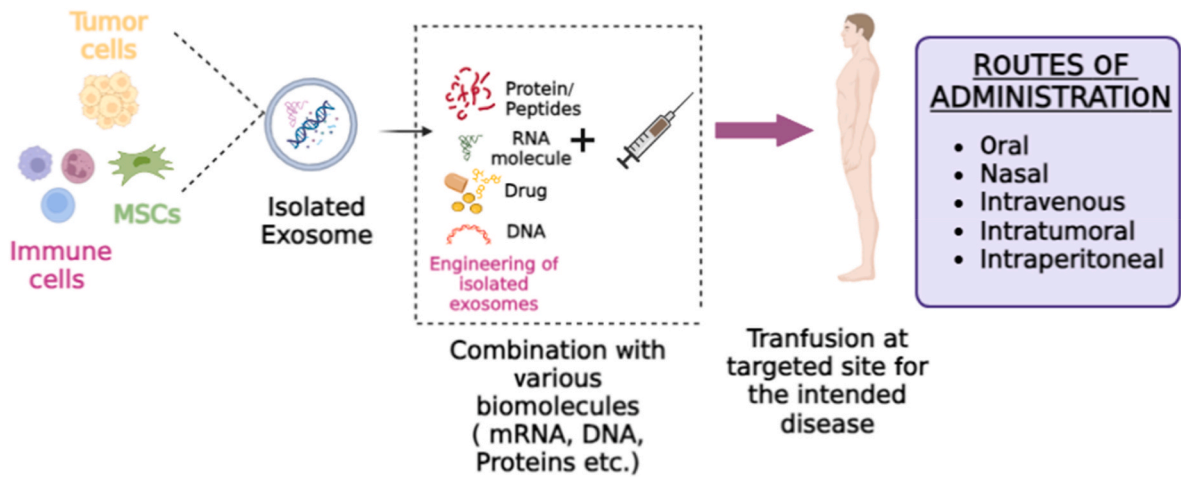 Tumor
cells
MSCs
Immune
cells
Isolated
Exosome
Protein/
Peptides
RNA
molecule
+
Drug
DNA
Engineering of
isolated
exosomes
Combination with
various
biomolecules
( mRNA, DNA,
Proteins etc.)
Tranfusion at
targeted site for
the intended
disease
ROUTES OF
ADMINISTRATION
• Oral
• Nasal
• Intravenous
• Intratumoral
• Intraperitoneal